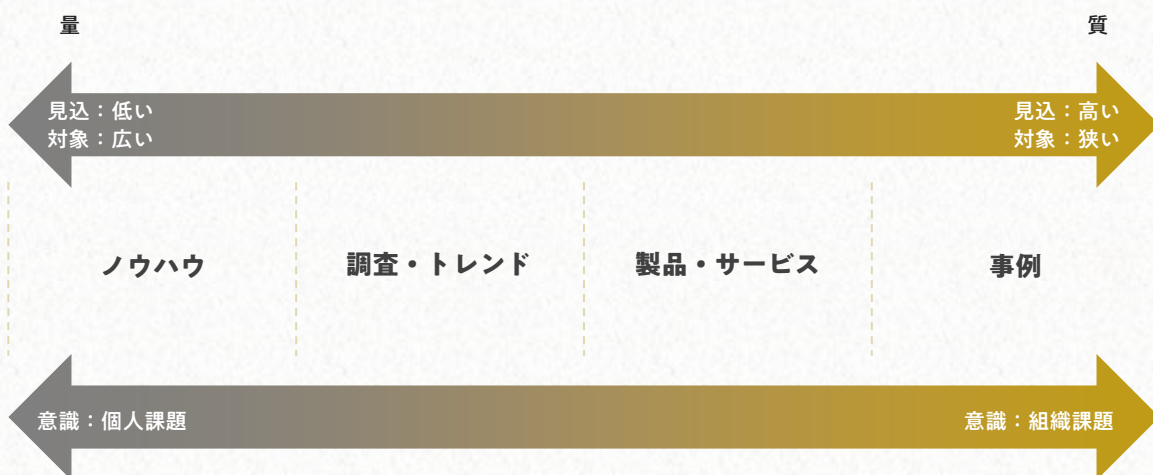 量
質
見込：低い
対象：広い
見込：高い
対象：狭い
ノウハウ
調査・トレンド
製品・サービス
事例
意識：個人課題
意識：組織課題